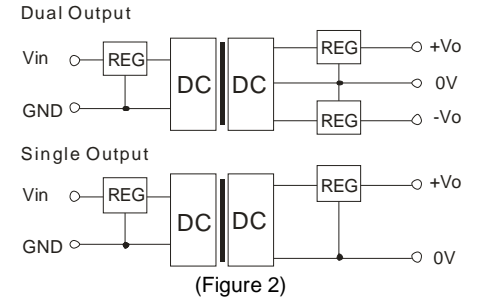 Dual Output
Vin REG DC DC REG +Vo
0V
GND REG -Vo
Single Output
Vin REG DC DC REG +Vo
GND 0V
(Figure 2)